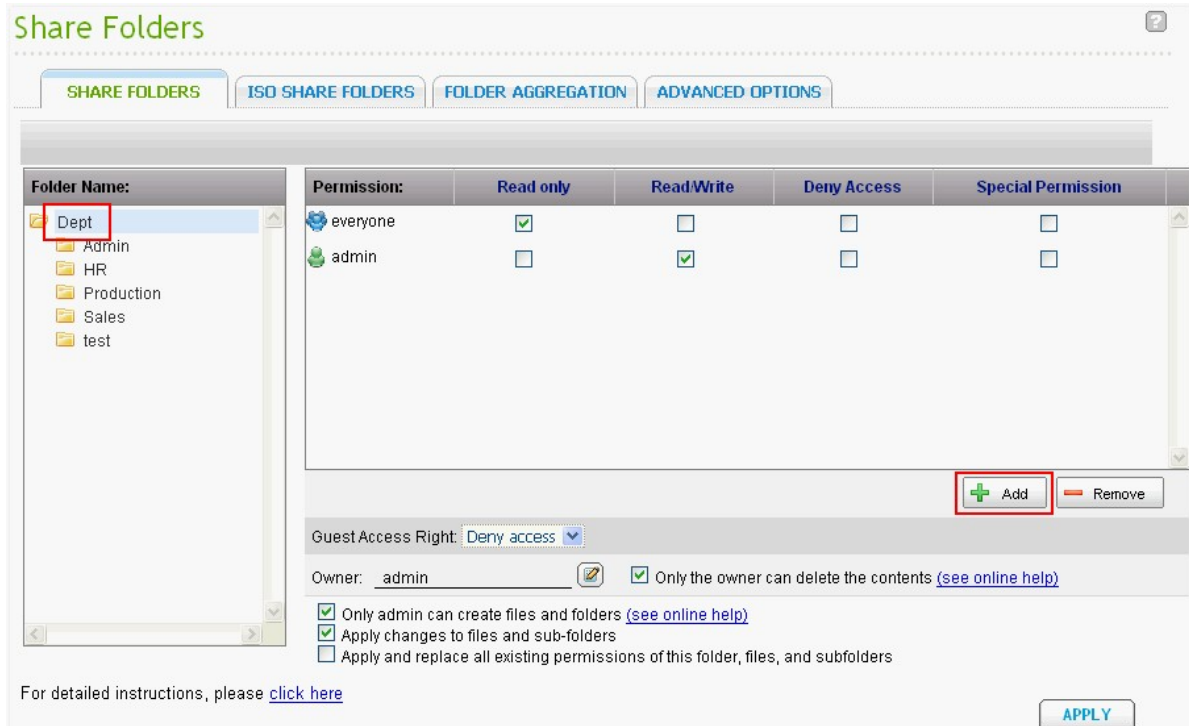 Share Folders
?
SHARE FOLDERS ISO SHARE FOLDERS FOLDER AGGREGATION ADVANCED OPTIONS
Folder Name:
Dept
Admin
HR
Production
Sales
test
Permission: Read only Read/Write Deny Access Special Permission
everyone
admin
Add Remove
Guest Access Right: Deny access
Owner: admin Only the owner can delete the contents (see online help)
Only admin can create files and folders (see online help)
Apply changes to files and sub-folders
Apply and replace all existing permissions of this folder, files, and subfolders
For detailed instructions, please click here
APPLY